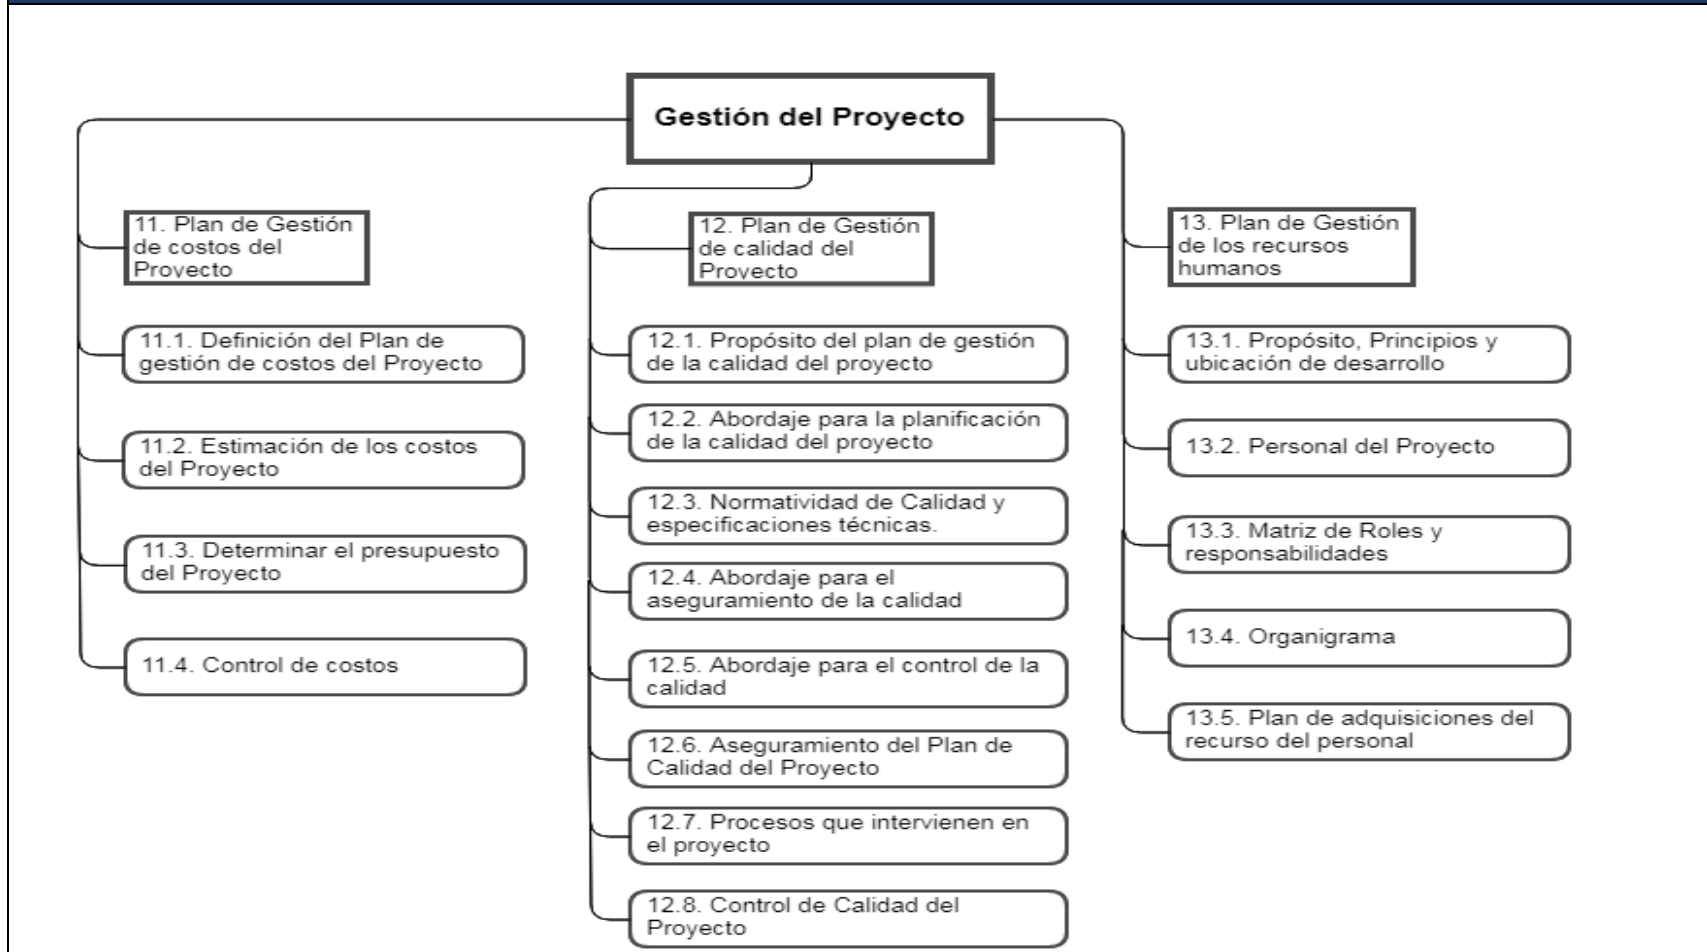 Gestión del Proyecto
11. Plan de Gestión
de costos del
Proyecto
11.1. Definición del Plan de
gestión de costos del Proyecto
11.2. Estimación de los costos
del Proyecto
11.3. Determinar el presupuesto
del Proyecto
11.4. Control de costos
12. Plan de Gestión
de calidad del
Proyecto
12.1. Propósito del plan de gestión
de la calidad del proyecto
12.2. Abordaje para la planificación
de la calidad del proyecto
12.3. Normatividad de Calidad y
especificaciones técnicas.
12.4. Abordaje para el
aseguramiento de la calidad
12.5. Abordaje para el control de la
calidad
12.6. Aseguramiento del Plan de
Calidad del Proyecto
12.7. Procesos que intervienen en
el proyecto
12.8. Control de Calidad del
Proyecto
13. Plan de Gestión
de los recursos
humanos
13.1. Propósito, Principios y
ubicación de desarrollo
13.2. Personal del Proyecto
13.3. Matriz de Roles y
responsabilidades
13.4. Organigrama
13.5. Plan de adquisiciones del
recurso del personal